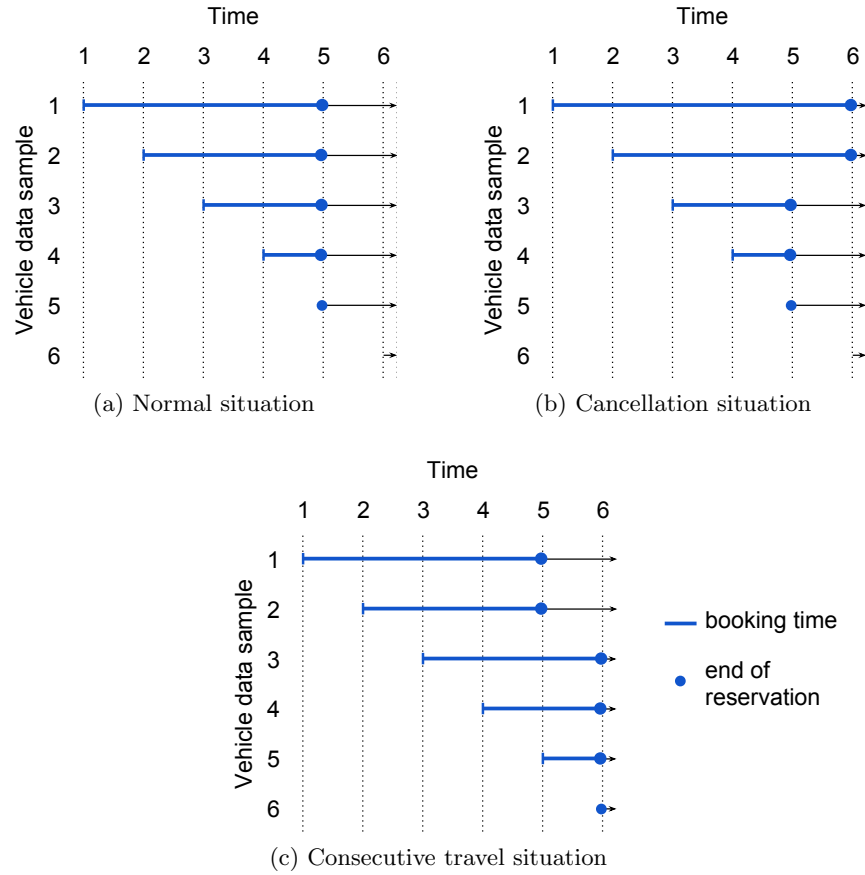 Time
1 2 3 4 5 6
Vehicle data sample
1
2
3
4
5
6
(a) Normal situation
Time
1 2 3 4 5 6
Vehicle data sample
1
2
3
4
5
6
(b) Cancellation situation
Time
1 2 3 4 5 6
Vehicle data sample
1
2
3
4
5
6
booking time
end of
reservation
(c) Consecutive travel situation